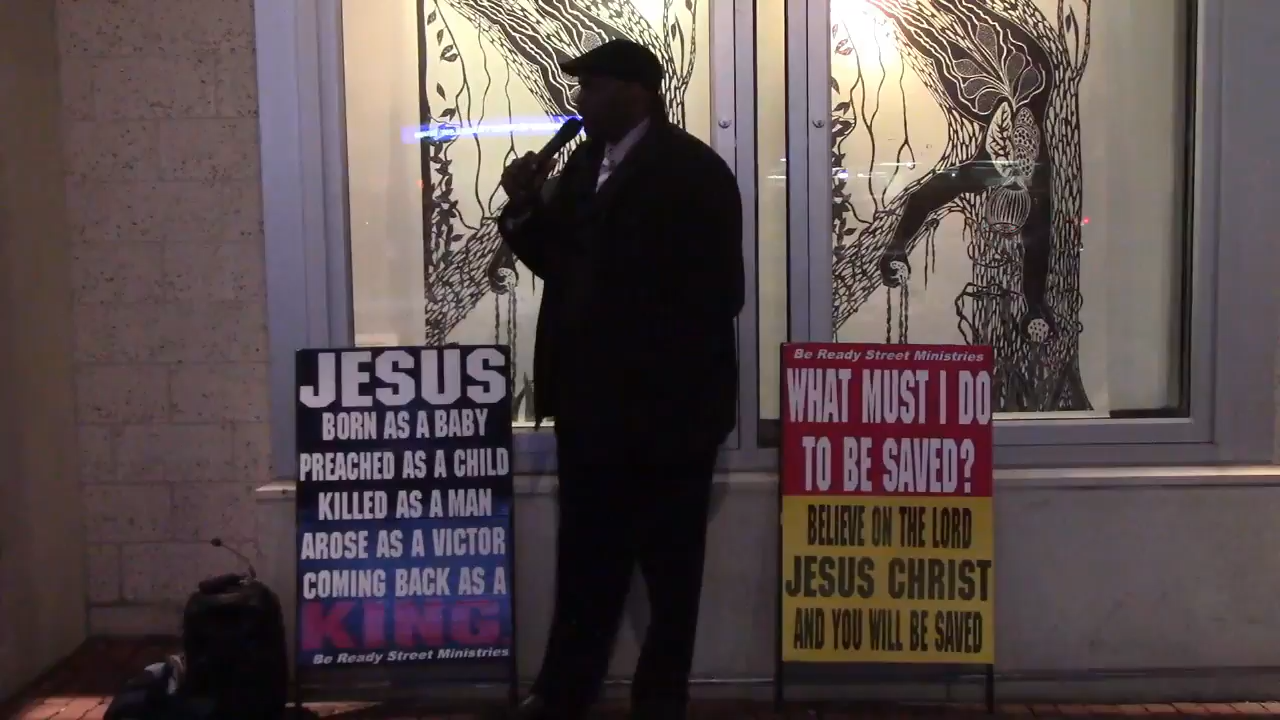 JESUS
BORN AS A BABY
PREACHED AS A CHILD
KILLED AS A MAN
AROSE AS A VICTOR
COMING BACK AS A
KING
Be Ready Street Ministries
Be Ready Street Ministries
WHAT MUST I DO
TO BE SAVED?
BELIEVE ON THE LORD
JESUS CHRIST
AND YOU WILL BE SAVED